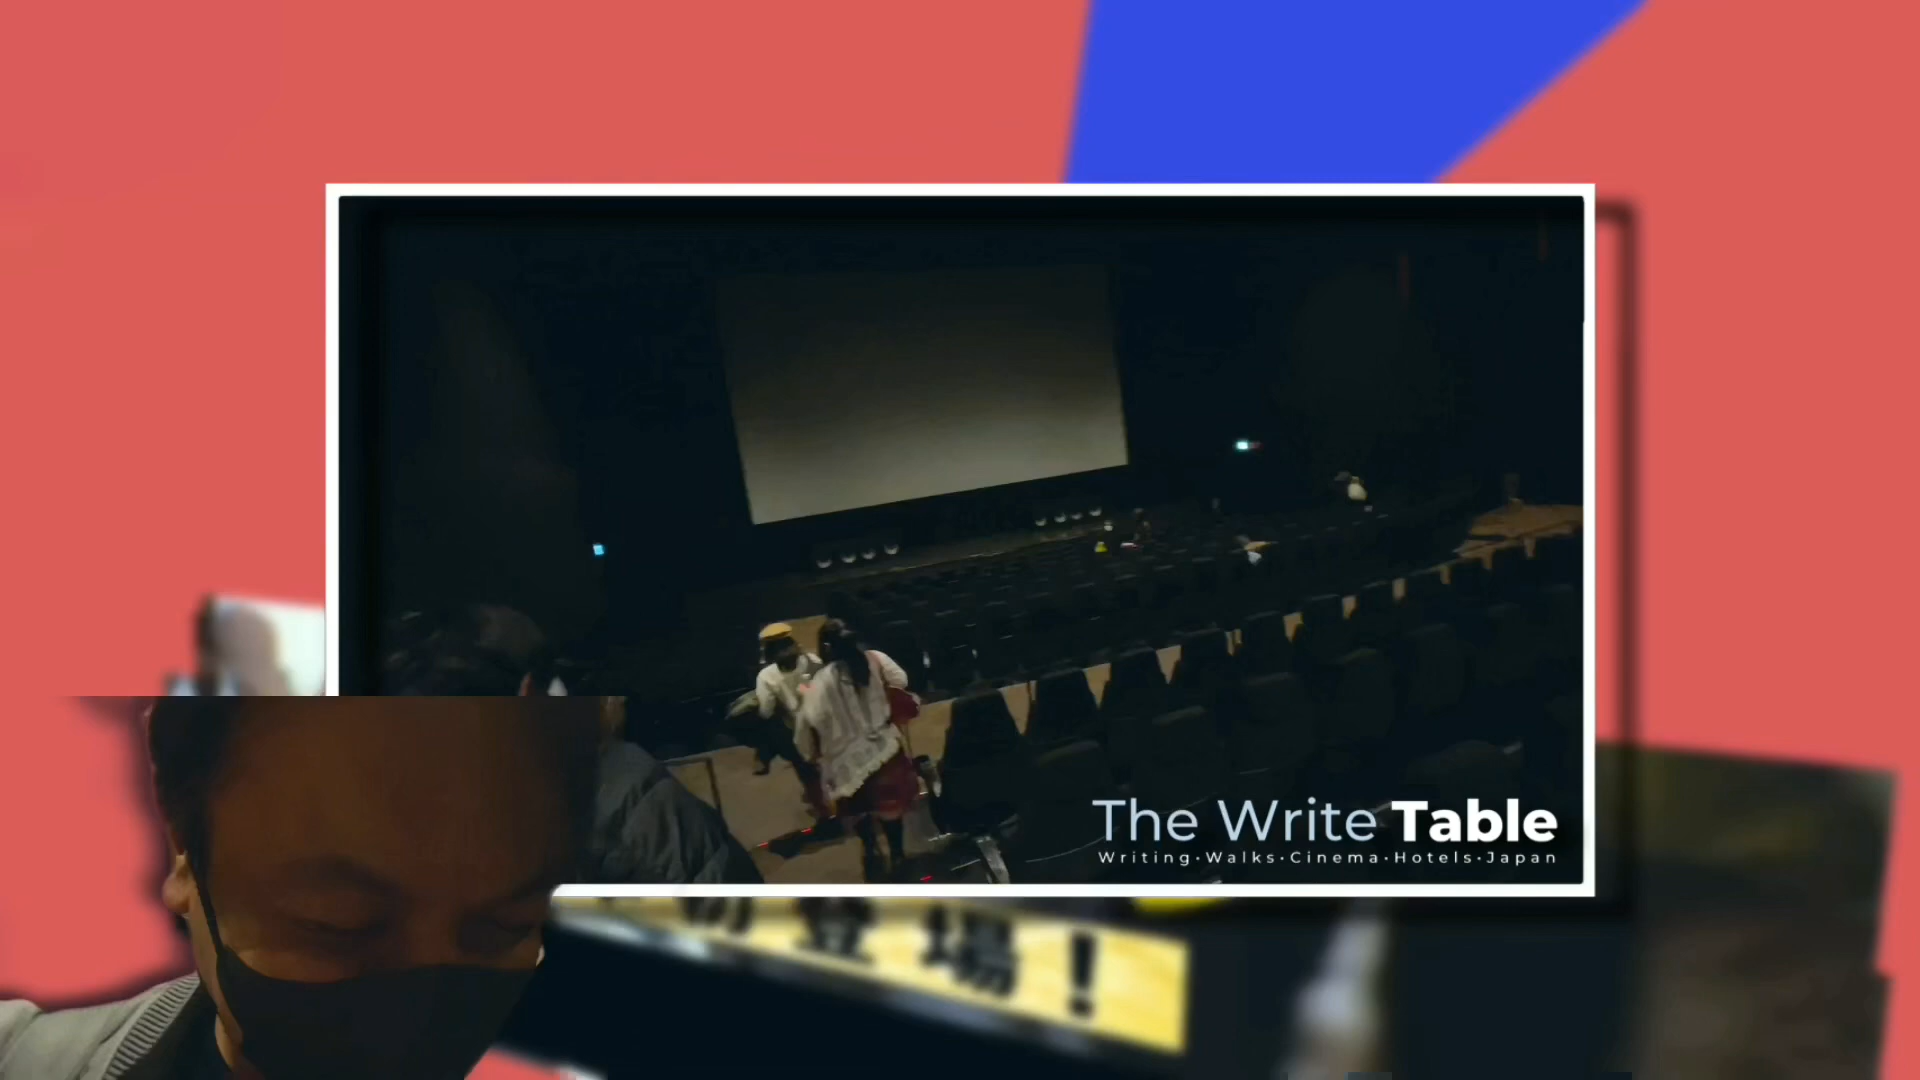 The Write Table
Writing•Walks•Cinema•Hotels•Japan
登場!